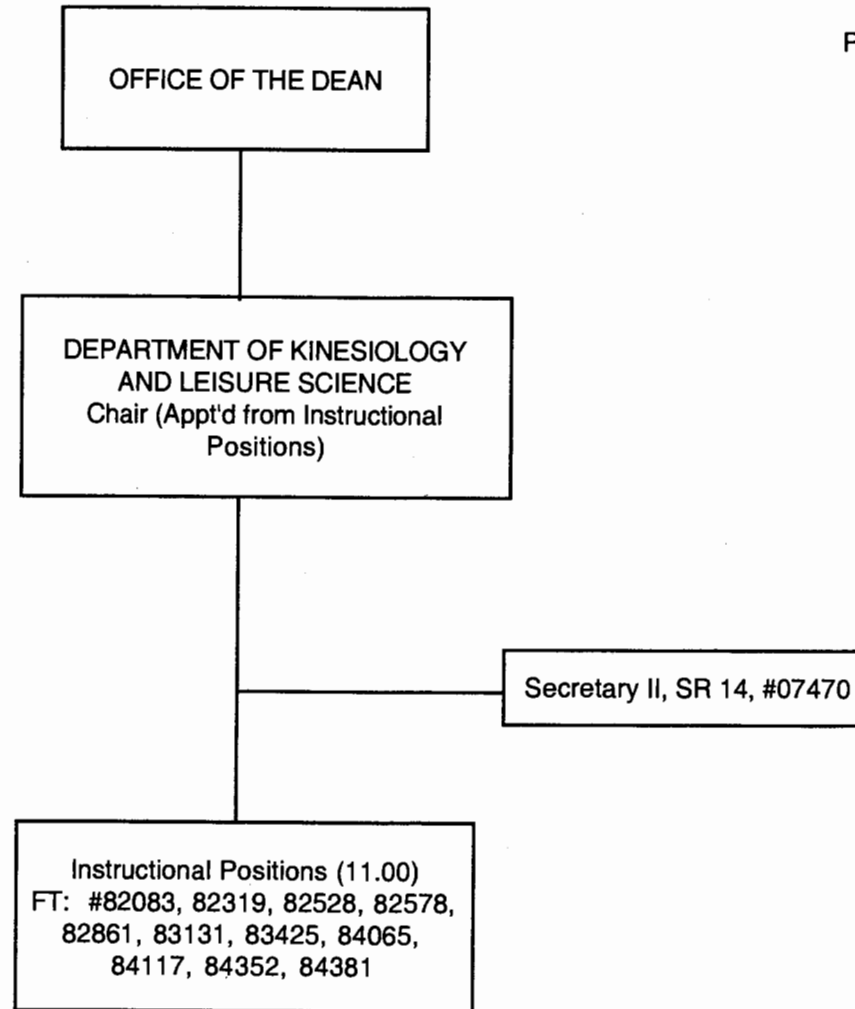 OFFICE OF THE DEAN
DEPARTMENT OF KINESIOLOGY
AND LEISURE SCIENCE
Chair (Appt'd from Instructional
Positions)
Secretary II, SR 14, #07470
Instructional Positions (11.00)
FT: #82083, 82319, 82528, 82578,
82861, 83131, 83425, 84065,
84117, 84352, 84381